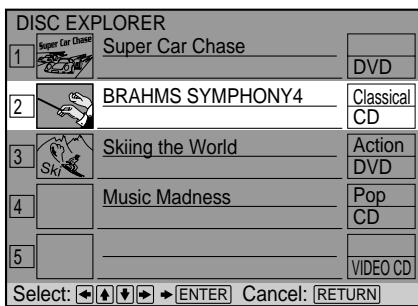 DISC EXPLORER
1 Super Car Chase Super Car Chase
DVD
2 BRAHMS SYMPHONY4 Classical
CD
3 Ski Skiing the World Action
DVD
4 Music Madness Pop
CD
5
VIDEO CD
Select: ←↑↓→ → ENTER Cancel: RETURN